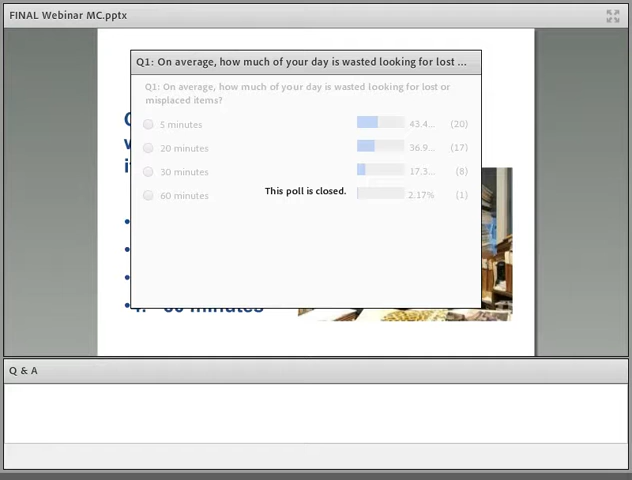 FINAL Webinar MC.pptx
Q1: On average, how much of your day is wasted looking for lost ...
Q1: On average, how much of your day is wasted looking for lost or
misplaced items?
5 minutes 43.4... (20)
20 minutes 36.9... (17)
30 minutes 17.3... (8)
This poll is closed.
60 minutes 2.17% (1)
60 minutes
Q & A